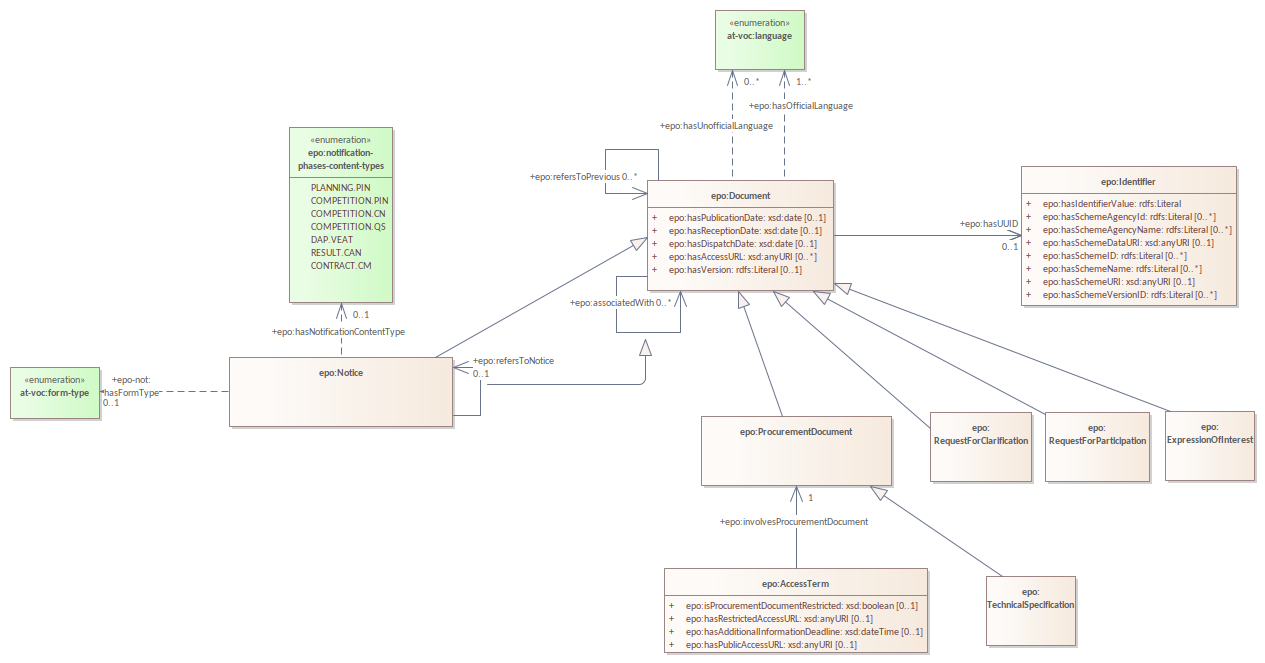 «enumeration»
at-voc:language
0..*
1..*
+epo:hasOfficialLanguage
+epo:hasUnofficialLanguage
«enumeration»
epo:notification-
phases-content-types
PLANNING.PIN
COMPETITION.PIN
COMPETITION.CN
COMPETITION.QS
DAP.VEAT
RESULT.CAN
CONTRACT.CM
+epo:refersToPrevious 0..*
epo:Document
+ epo:hasPublicationDate: xsd:date [0..1]
+ epo:hasReceptionDate: xsd:date [0..1]
+ epo:hasDispatchDate: xsd:date [0..1]
+ epo:hasAccessURL: xsd:anyURI [0..*]
+ epo:hasVersion: rdfs:Literal [0..1]
+epo:hasUUID
0..1
epo:Identifier
+ epo:hasIdentifierValue: rdfs:Literal
+ epo:hasSchemeAgencyId: rdfs:Literal [0..*]
+ epo:hasSchemeAgencyName: rdfs:Literal [0..*]
+ epo:hasSchemeDataURI: xsd:anyURI [0..1]
+ epo:hasSchemeID: rdfs:Literal [0..*]
+ epo:hasSchemeName: rdfs:Literal [0..*]
+ epo:hasSchemeURI: xsd:anyURI [0..1]
+ epo:hasSchemeVersionID: rdfs:Literal [0..*]
+epo:associatedWith 0..*
0..1
+epo:hasNotificationContentType
«enumeration»
at-voc:form-type
+epo-not:
hasFormType
0..1
epo:Notice
+epo:refersToNotice
0..1
epo:ProcurementDocument
epo:
RequestForClarification
epo:
RequestForParticipation
epo:
ExpressionOfInterest
1
+epo:involvesProcurementDocument
epo:AccessTerm
+ epo:isProcurementDocumentRestricted: xsd:boolean [0..1]
+ epo:hasRestrictedAccessURL: xsd:anyURI [0..1]
+ epo:hasAdditionalInformationDeadline: xsd:dateTime [0..1]
+ epo:hasPublicAccessURL: xsd:anyURI [0..1]
epo:
TechnicalSpecification